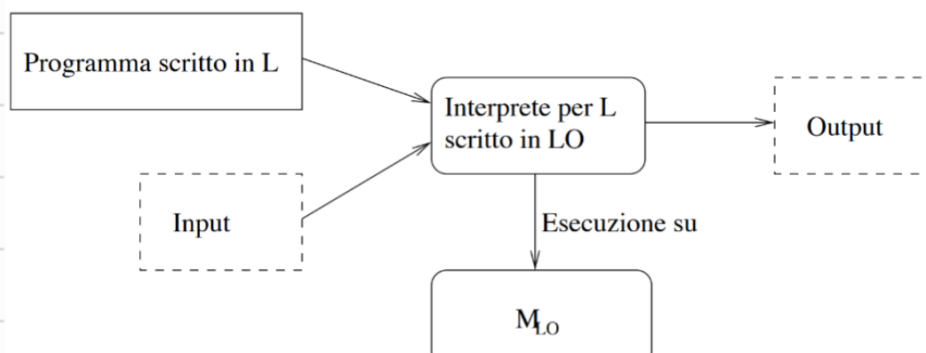 Programma scritto in L
Interprete per L
scritto in LO
Output
Input
Esecuzione su
MLO